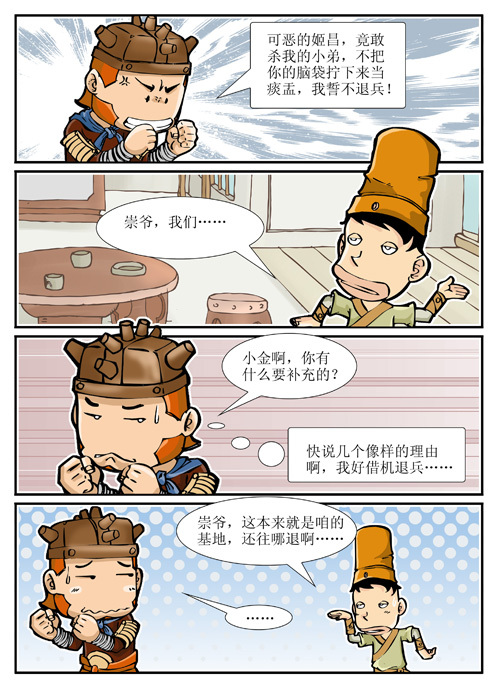 可恶的姬昌，竟敢
杀我的小弟，不把
你的脑袋拧下来当
痰盂，我誓不退兵！
崇爷，我们……
小金啊，你有
什么要补充的？
快说几个像样的理由
啊，我好借机退兵……
崇爷，这本来就是咱的
基地，还往哪退啊……
……